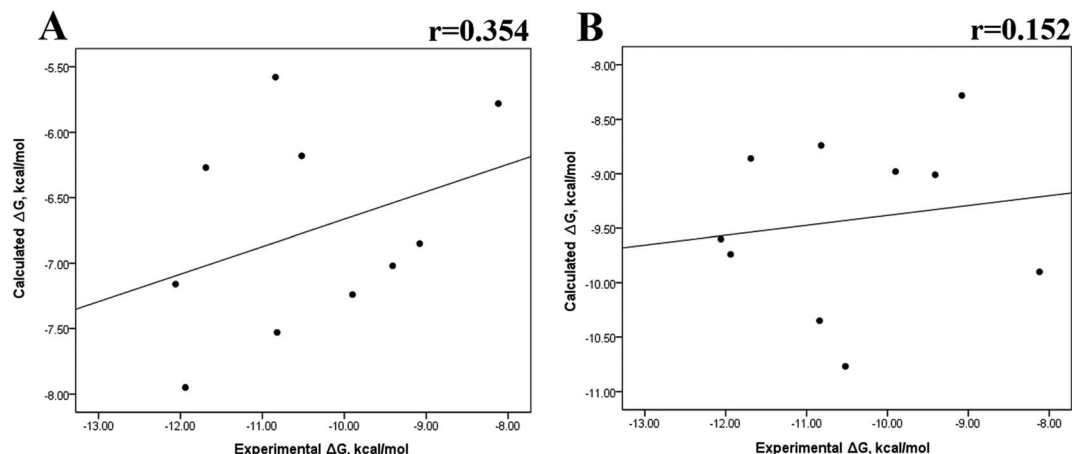 A
r=0.354
-5.50
-6.00
-6.50
-7.00
-7.50
-8.00
Calculated ΔG, kcal/mol
-13.00 -12.00 -11.00 -10.00 -9.00 -8.00
Experimental ΔG, kcal/mol
B
r=0.152
-8.00
-8.50
-9.00
-9.50
-10.00
-10.50
-11.00
Calculated ΔG, kcal/mol
-13.00 -12.00 -11.00 -10.00 -9.00 -8.00
Experimental ΔG, kcal/mol